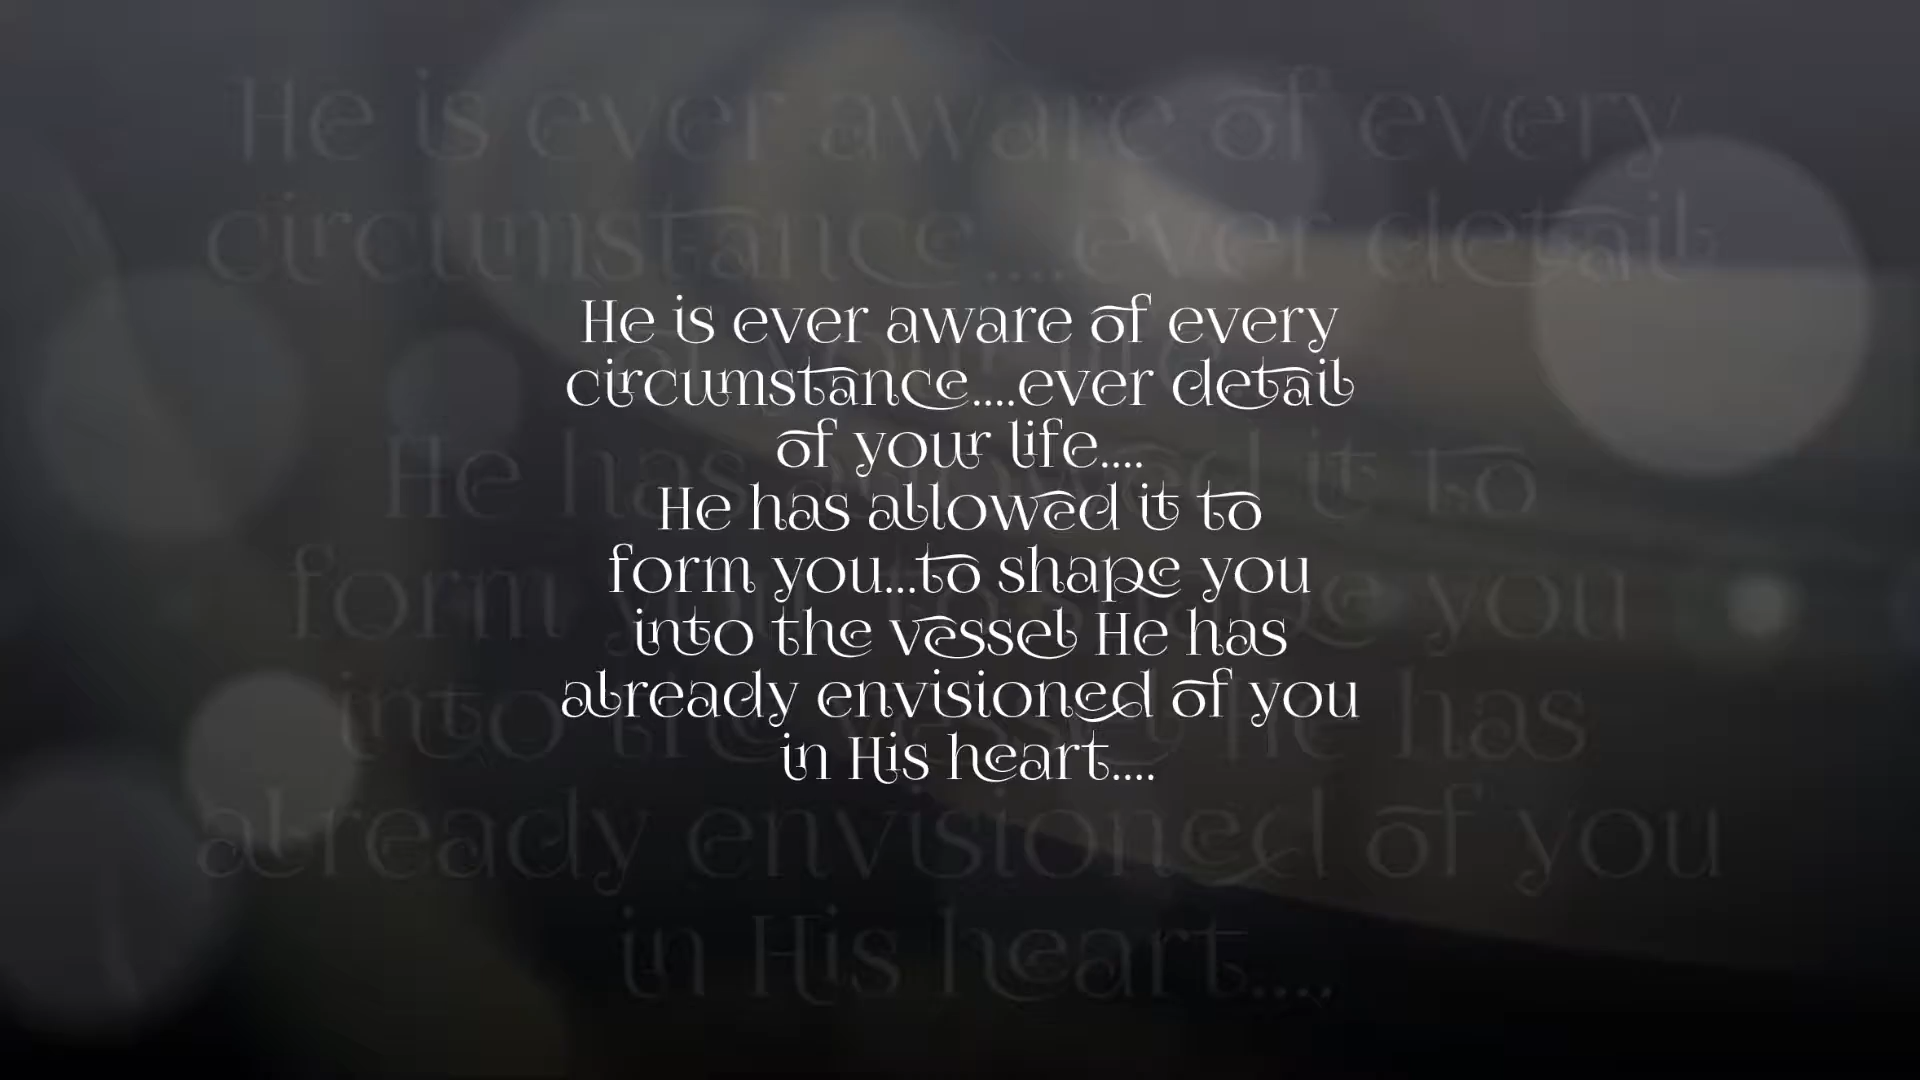 He is ever aware of every
circumstance....ever detail
of your life....
He has allowed it to
form you...to shape you
into the vessel He has
already envisioned of you
in His heart....